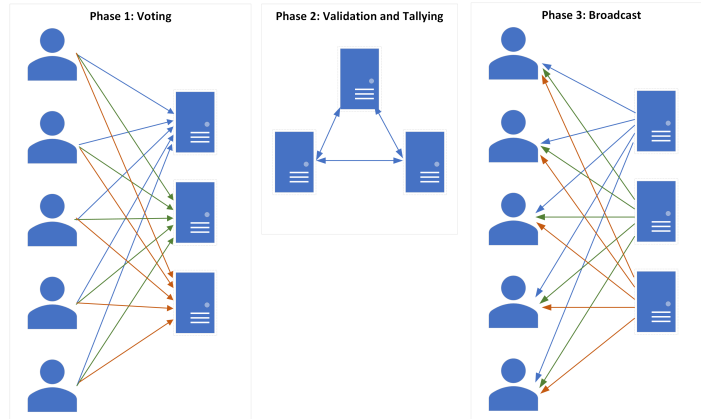 Phase 1: Voting
Phase 2: Validation and Tallying
Phase 3: Broadcast